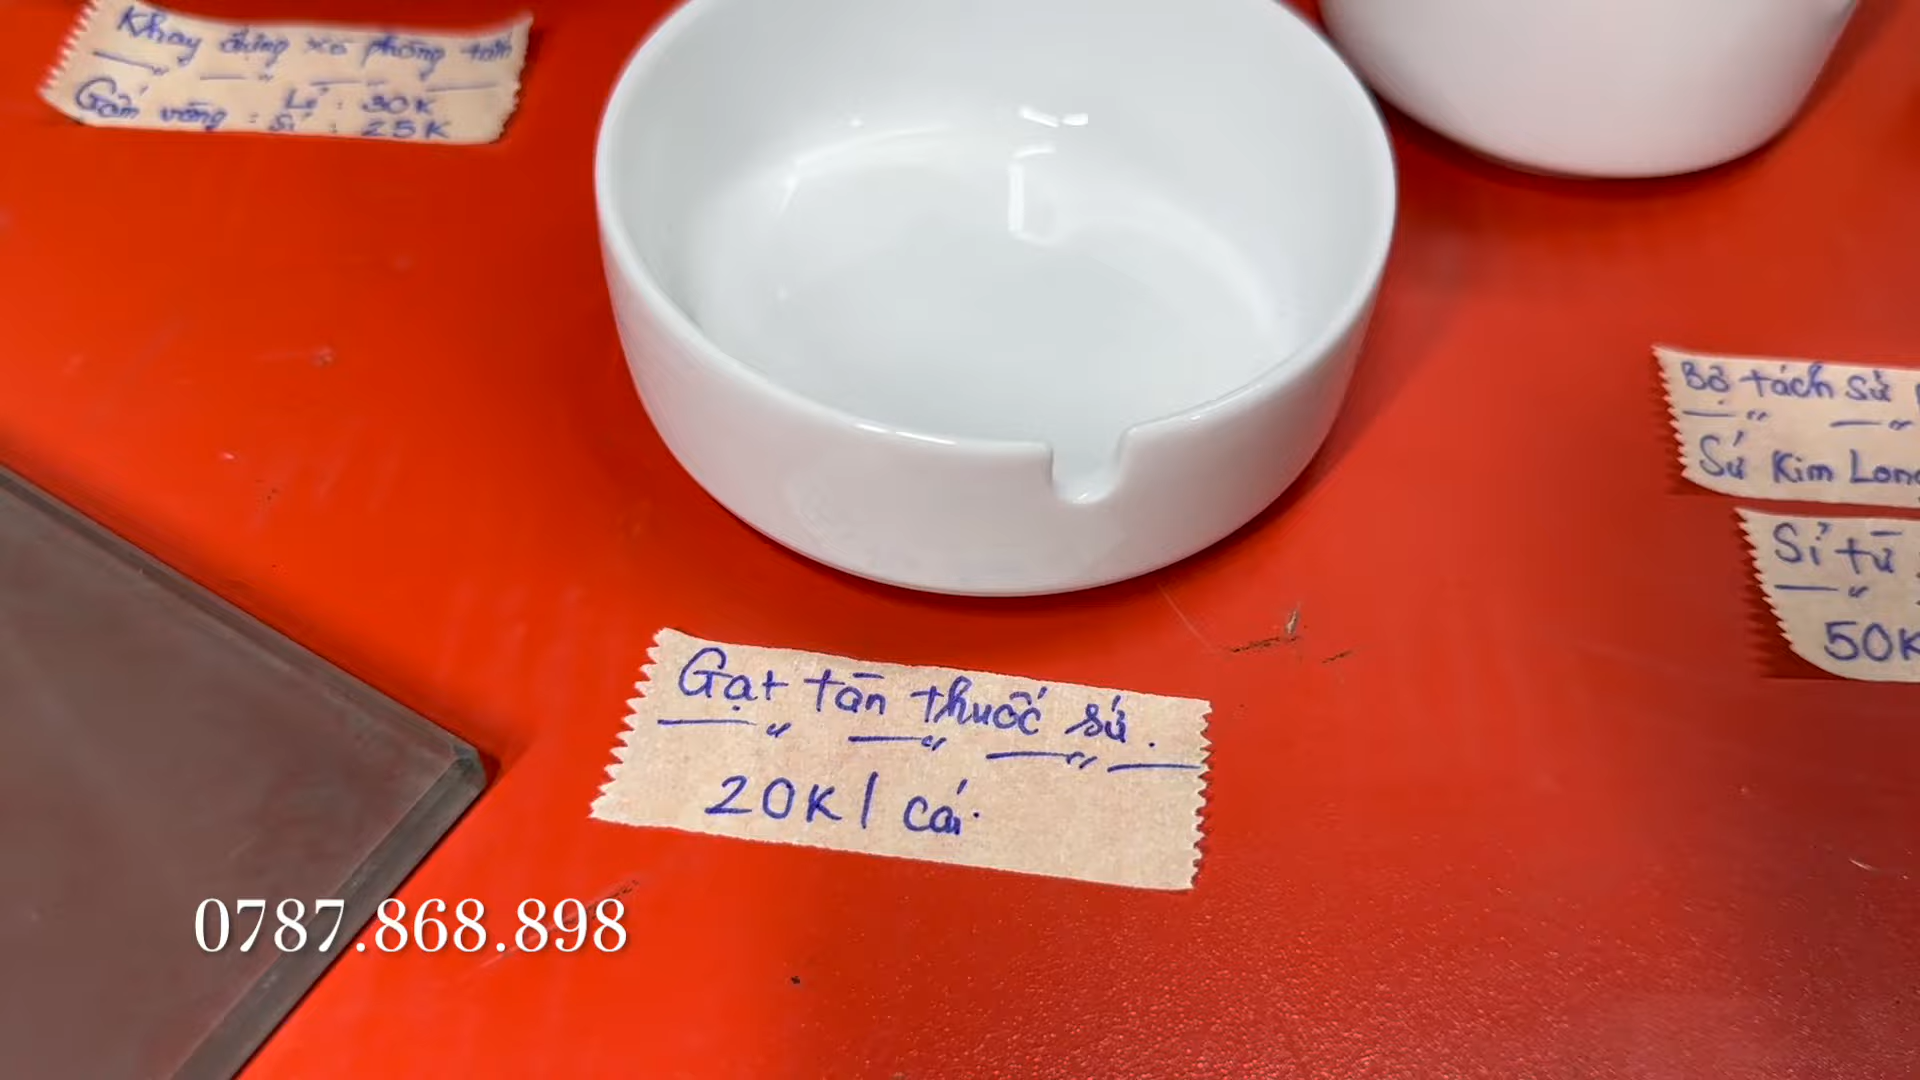 Khay đựng xà phòng tắm
Gốm vàng : Lẻ : 30K
Sỉ : 25K
Bộ tách sứ
Sứ Kim Long
Sỉ từ
50K
Gạt tàn thuốc sứ.
20K/ cái.
0787.868.898